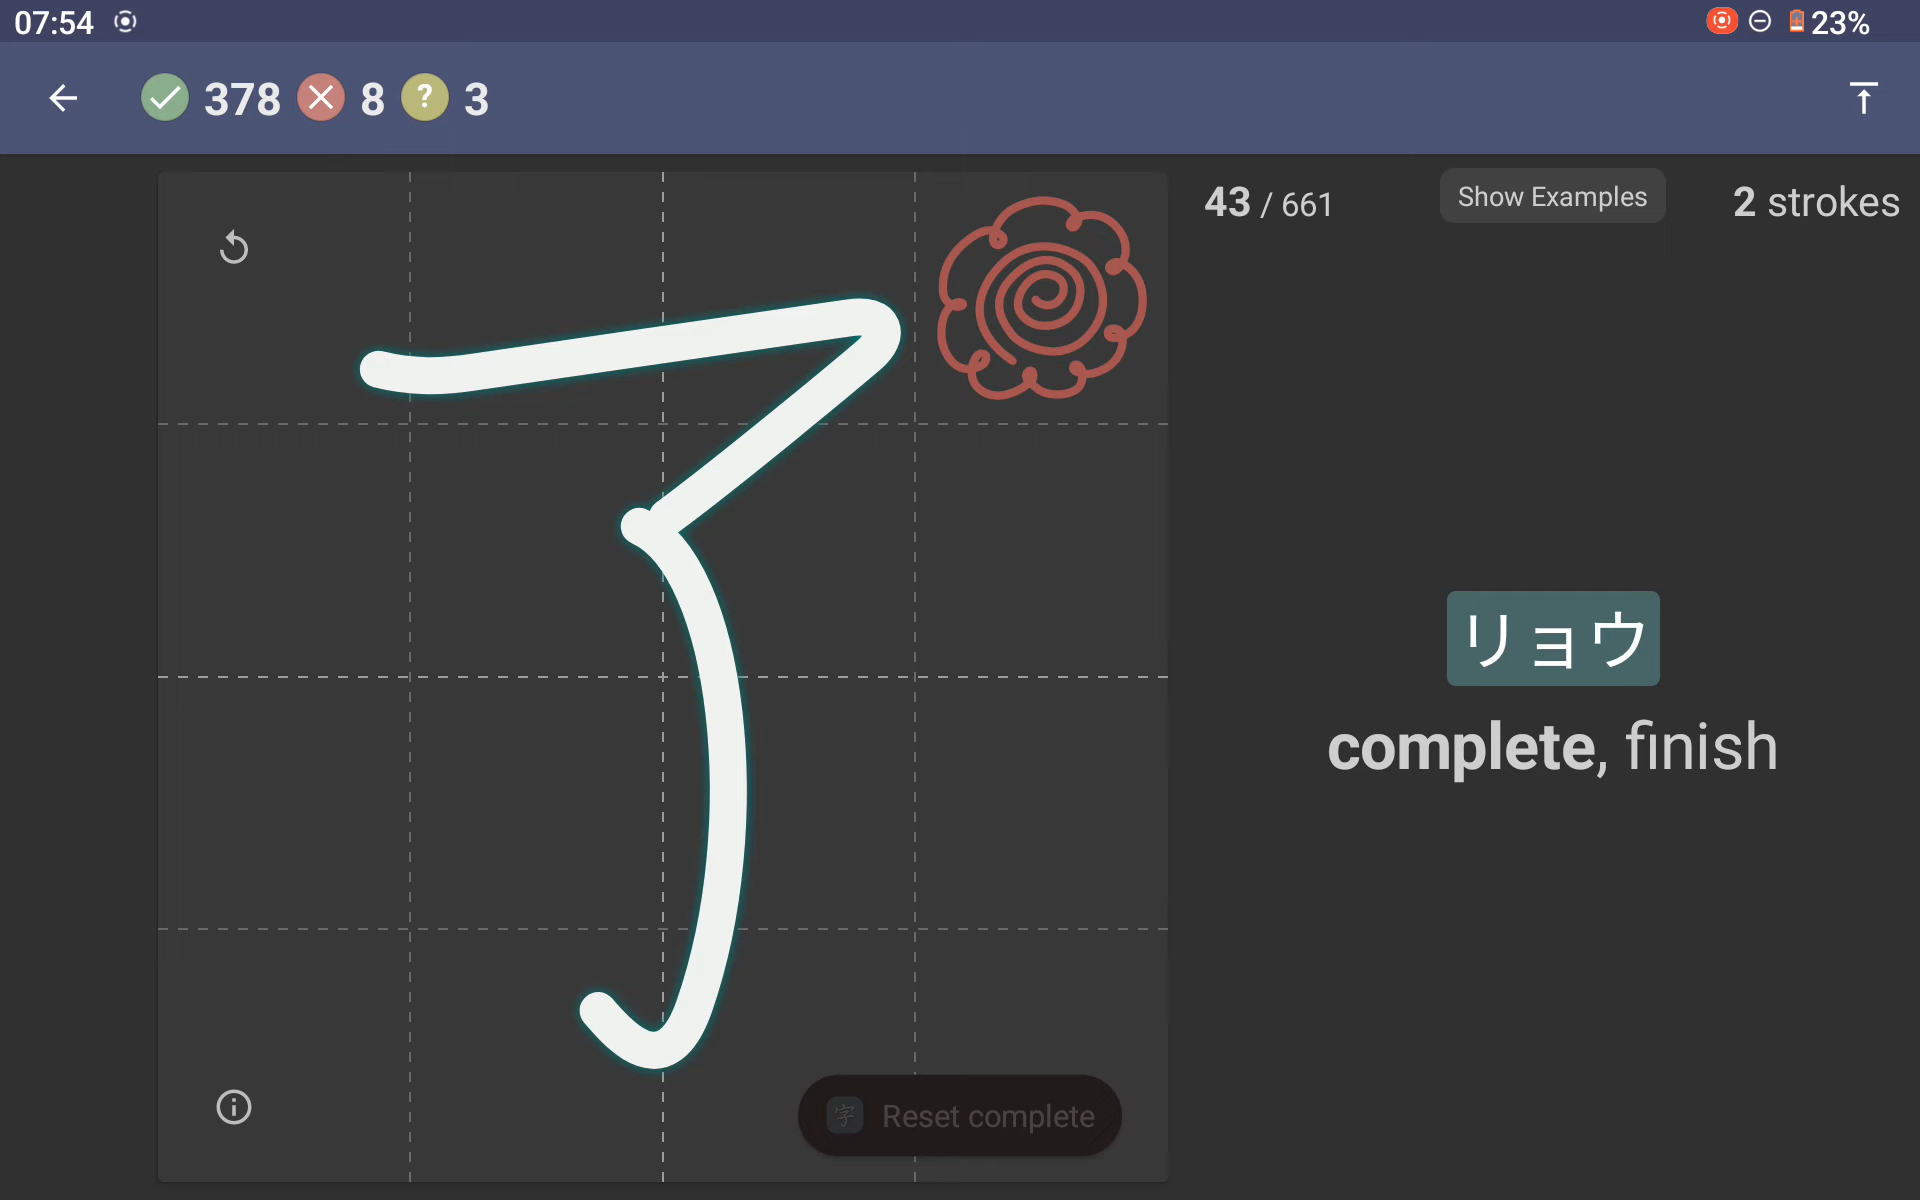 07:54 23%
378 8 ? 3
43 / 661 Show Examples 2 strokes
了
リョウ
complete, finish
字 Reset complete